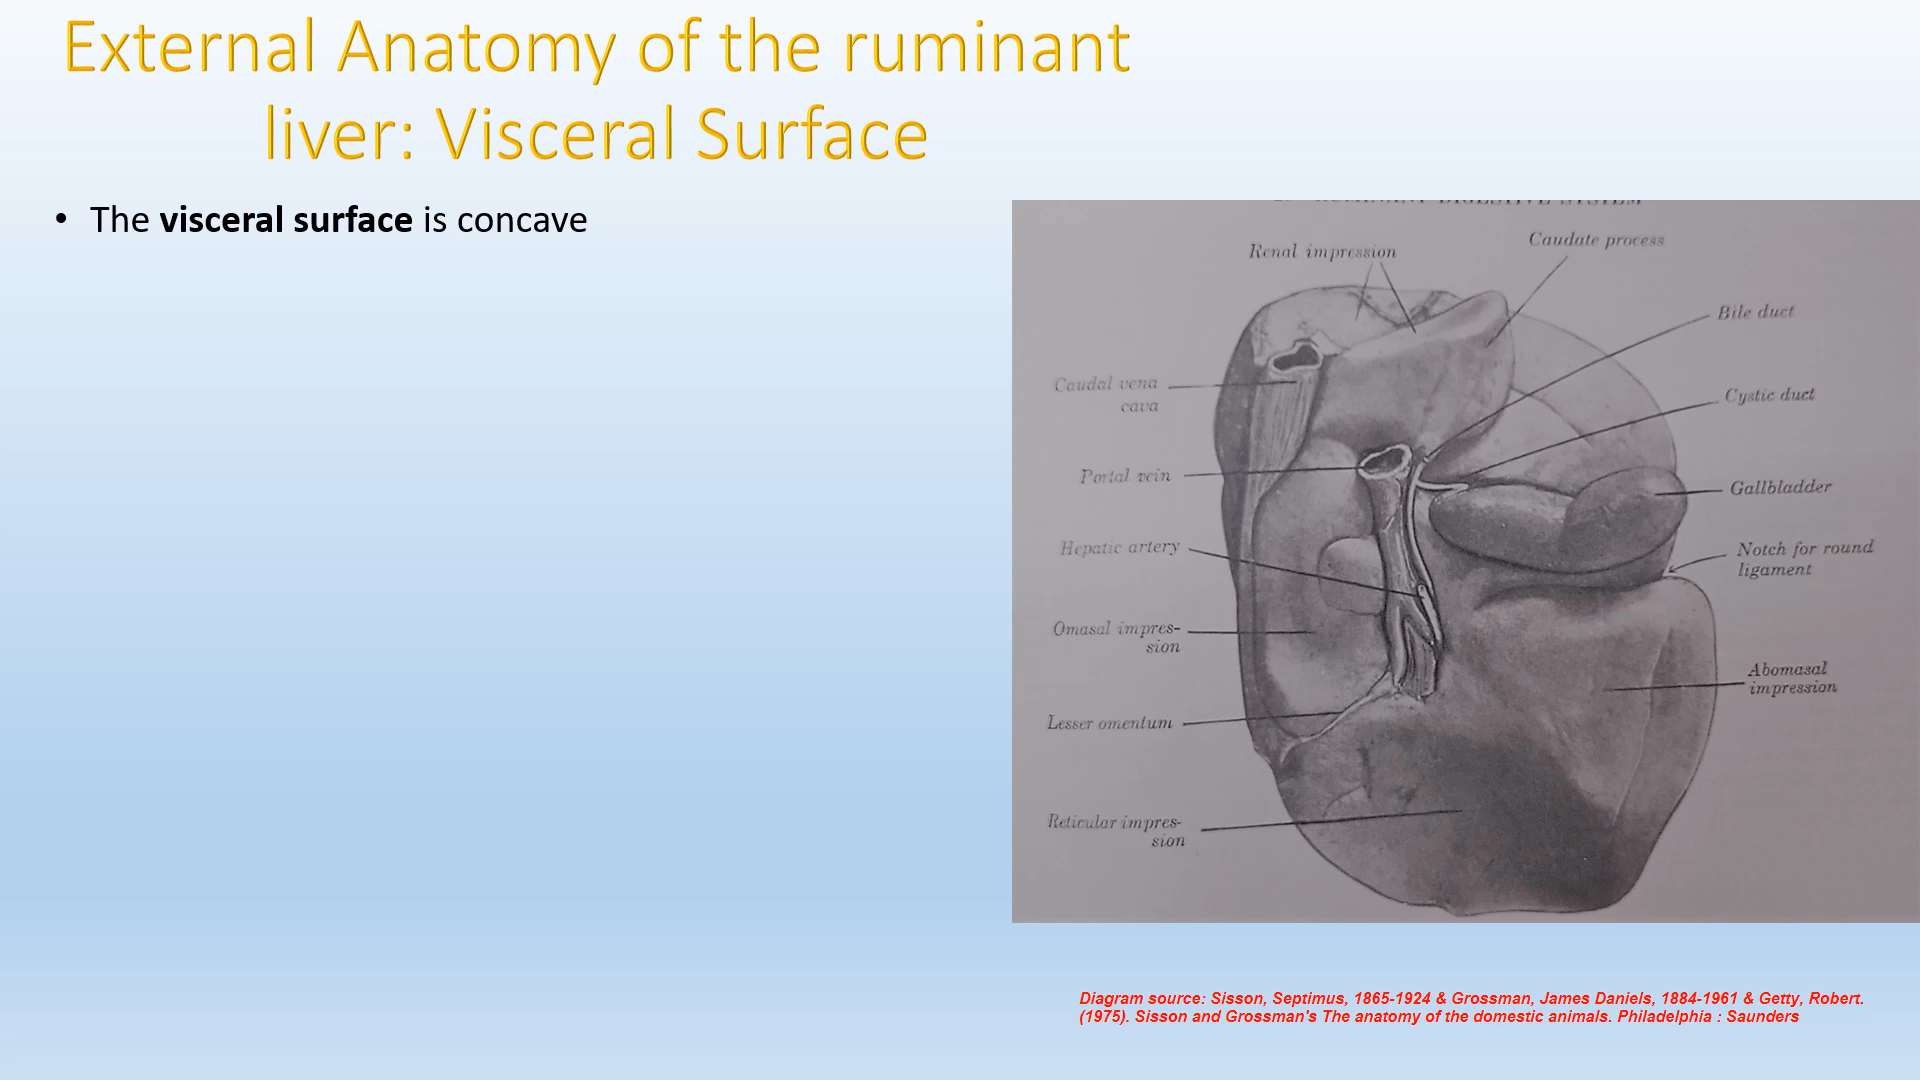 External Anatomy of the ruminant
liver: Visceral Surface
• The visceral surface is concave
RUMINANT DIGESTIVE SYSTEM
Renal impression
Caudate process
Bile duct
Caudal vena
cava
Cystic duct
Portal vein
Gallbladder
Hepatic artery
Notch for round
ligament
Omasal impres-
sion
Abomasal
impression
Lesser omentum
Reticular impres-
sion
Diagram source: Sisson, Septimus, 1865-1924 & Grossman, James Daniels, 1884-1961 & Getty, Robert.
(1975). Sisson and Grossman's The anatomy of the domestic animals. Philadelphia : Saunders